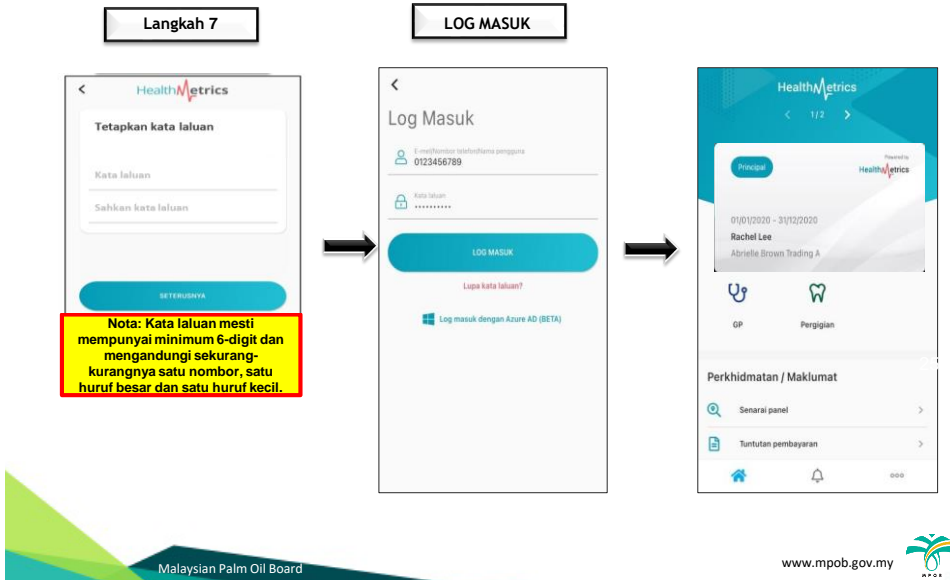 Langkah 7
LOG MASUK
HealthMetrics
Tetapkan kata laluan
Kata laluan
Sahkan kata laluan
SETERUSNYA
Nota: Kata laluan mesti
mempunyai minimum 6-digit dan
mengandungi sekurang-
kurangnya satu nombor, satu
huruf besar dan satu huruf kecil.
Log Masuk
E-mel/Nombor telefon/Nama pengguna
0123456789
Kata laluan
LOG MASUK
Lupa kata laluan?
Log masuk dengan Azure AD (BETA)
HealthMetrics
< 1/2 >
Principal
Powered by
HealthMetrics
01/01/2020 - 31/12/2020
Rachel Lee
Abrielle Brown Trading A
GP
Pergigian
Perkhidmatan / Maklumat
Senarai panel
Tuntutan pembayaran
Malaysian Palm Oil Board
www.mpob.gov.my
MPOB